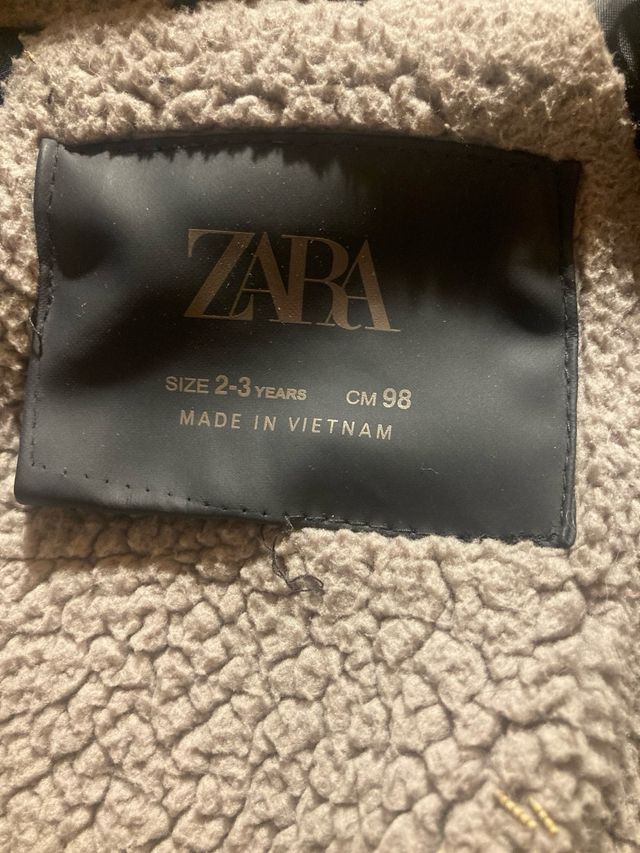 ZARA
SIZE 2-3 YEARS CM 98
MADE IN VIETNAM